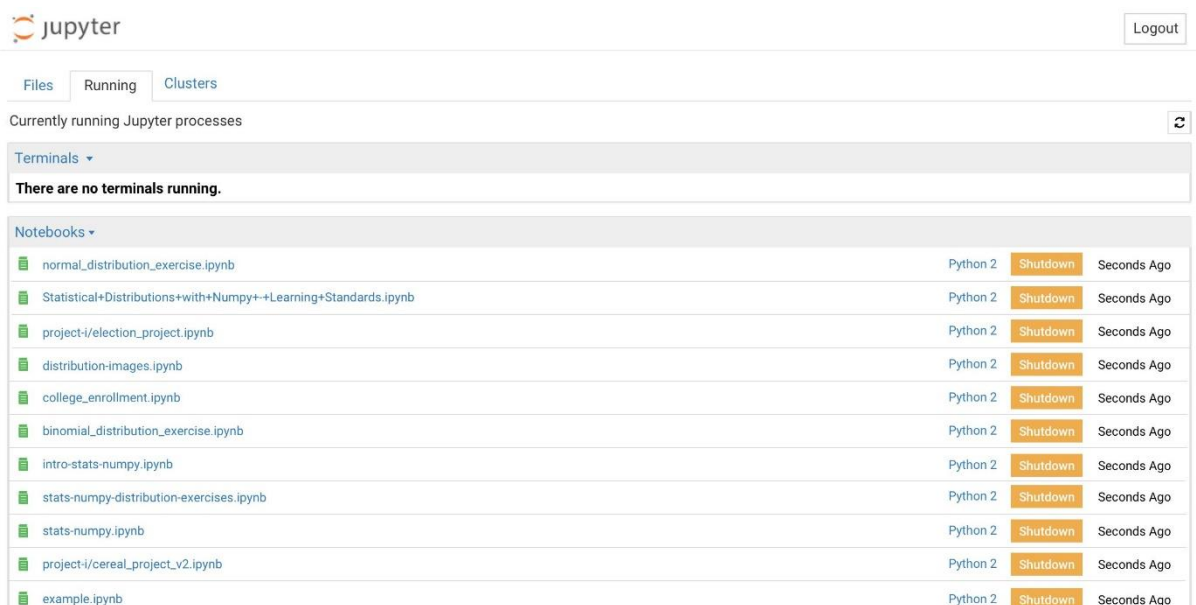 jupyter
Logout
Files Running Clusters
Currently running Jupyter processes
Terminals
There are no terminals running.
Notebooks
normal_distribution_exercise.ipynb Python 2 Shutdown Seconds Ago
Statistical+Distributions+with+Numpy+-+Learning+Standards.ipynb Python 2 Shutdown Seconds Ago
project-i/election_project.ipynb Python 2 Shutdown Seconds Ago
distribution-images.ipynb Python 2 Shutdown Seconds Ago
college_enrollment.ipynb Python 2 Shutdown Seconds Ago
binomial_distribution_exercise.ipynb Python 2 Shutdown Seconds Ago
intro-stats-numpy.ipynb Python 2 Shutdown Seconds Ago
stats-numpy-distribution-exercises.ipynb Python 2 Shutdown Seconds Ago
stats-numpy.ipynb Python 2 Shutdown Seconds Ago
project-i/cereal_project_v2.ipynb Python 2 Shutdown Seconds Ago
example.ipynb Python 2 Shutdown Seconds Ago